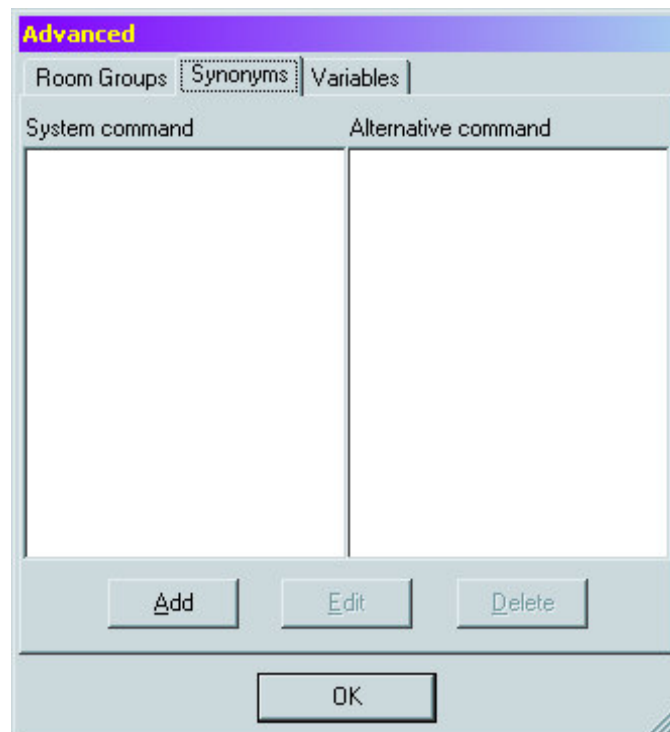 Advanced
Room Groups Synonyms Variables
System command Alternative command
Add Edit Delete
OK